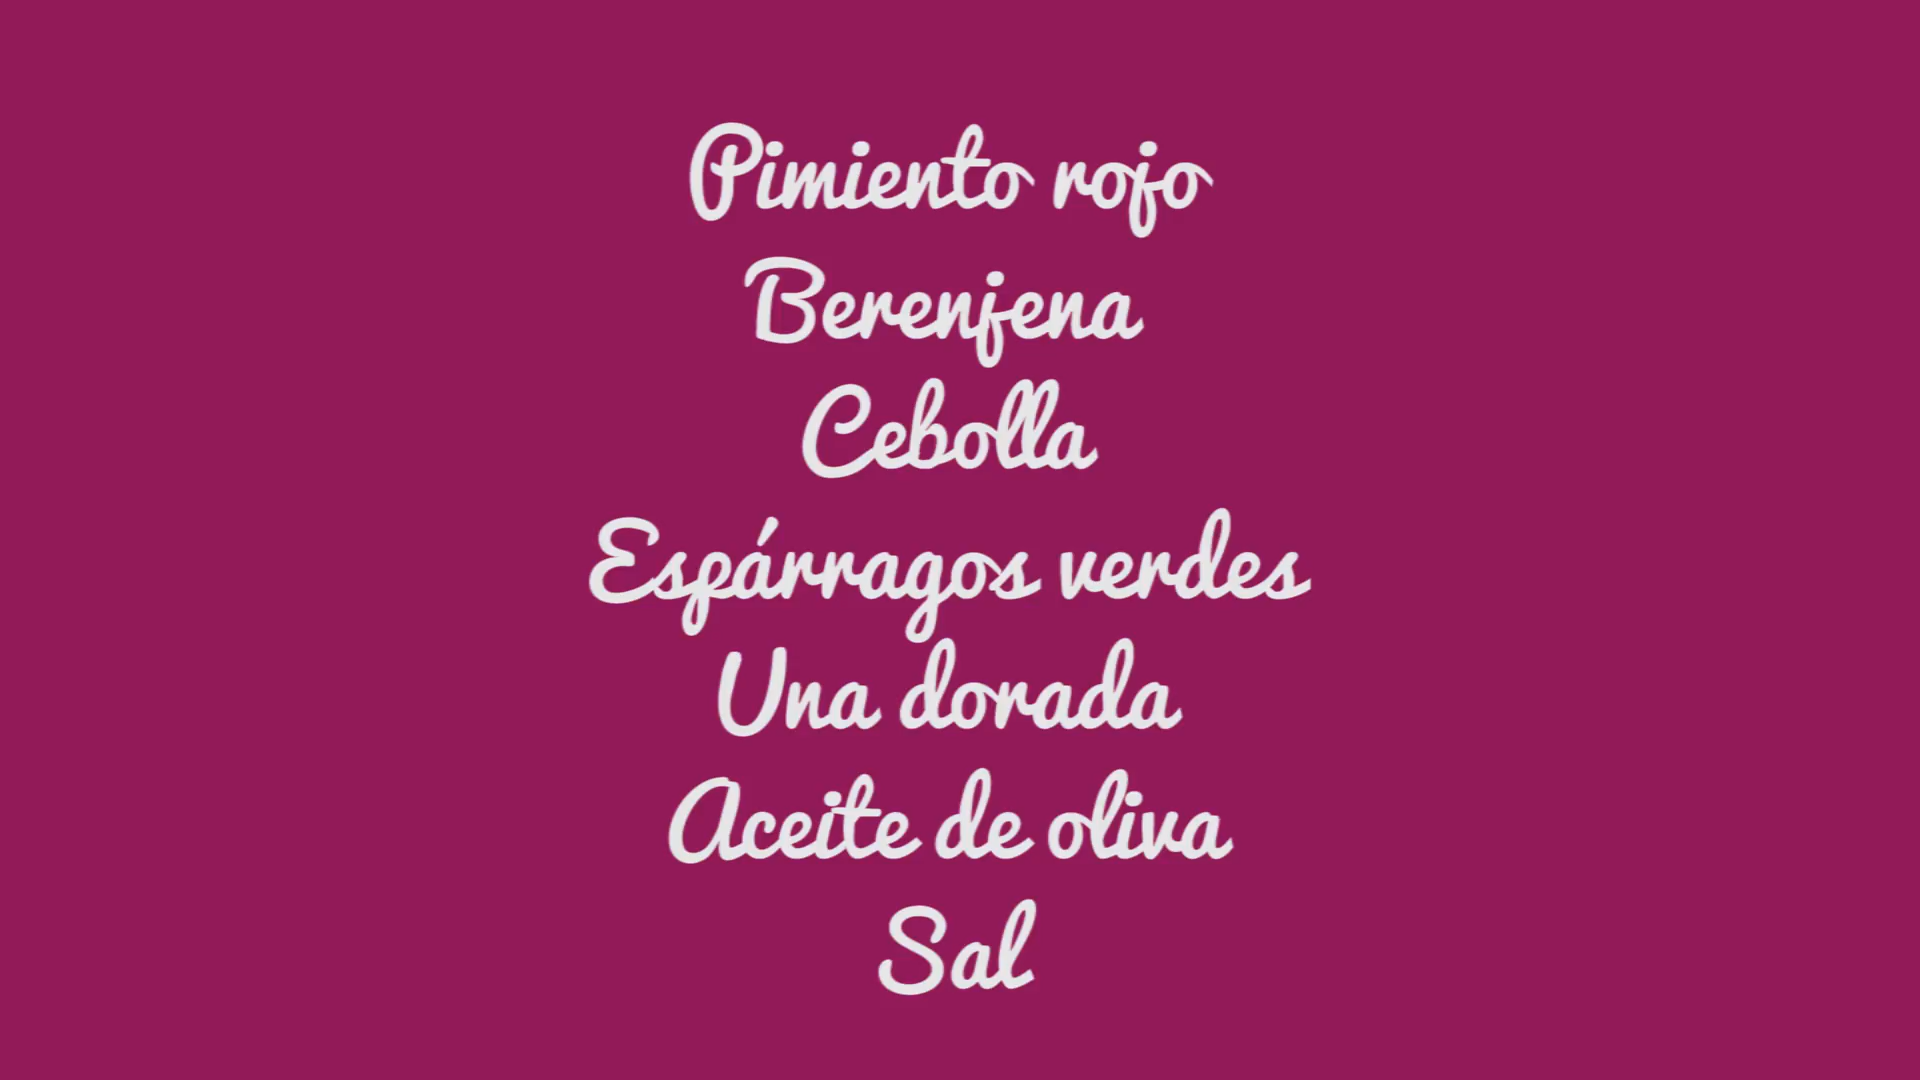 Pimiento rojo
Berenjena
Cebolla
Espárragos verdes
Una dorada
Aceite de oliva
Sal